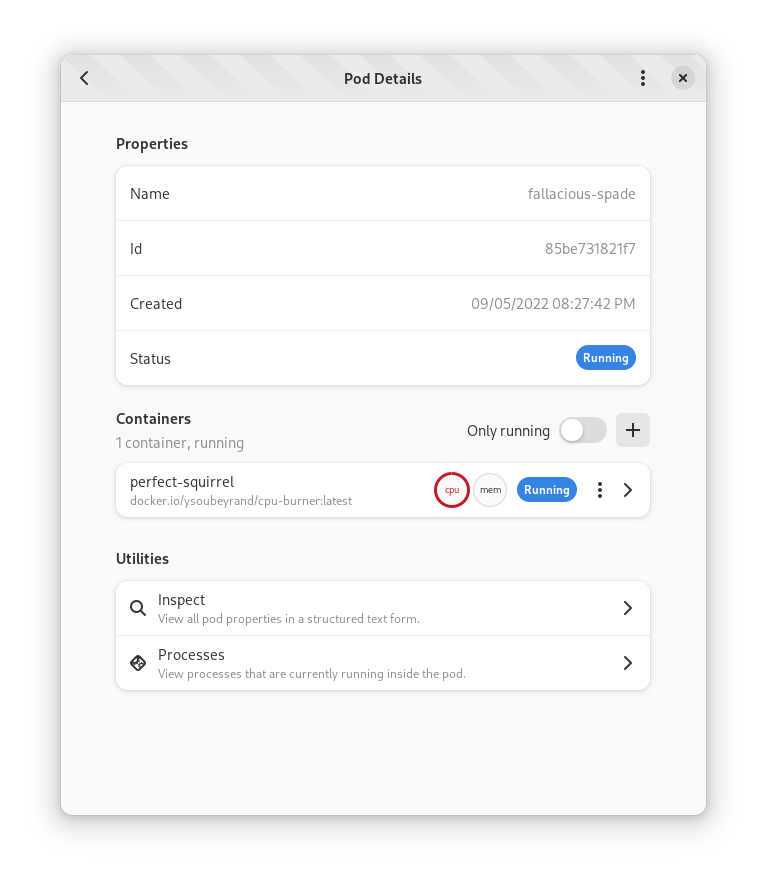 Pod Details
Properties
Name
fallacious-spade
Id
85be731821f7
Created
09/05/2022 08:27:42 PM
Status
Running
Containers
1 container, running
Only running
perfect-squirrel
docker.io/ysoubeyrand/cpu-burner:latest
cpu
mem
Running
Utilities
Inspect
View all pod properties in a structured text form.
Processes
View processes that are currently running inside the pod.